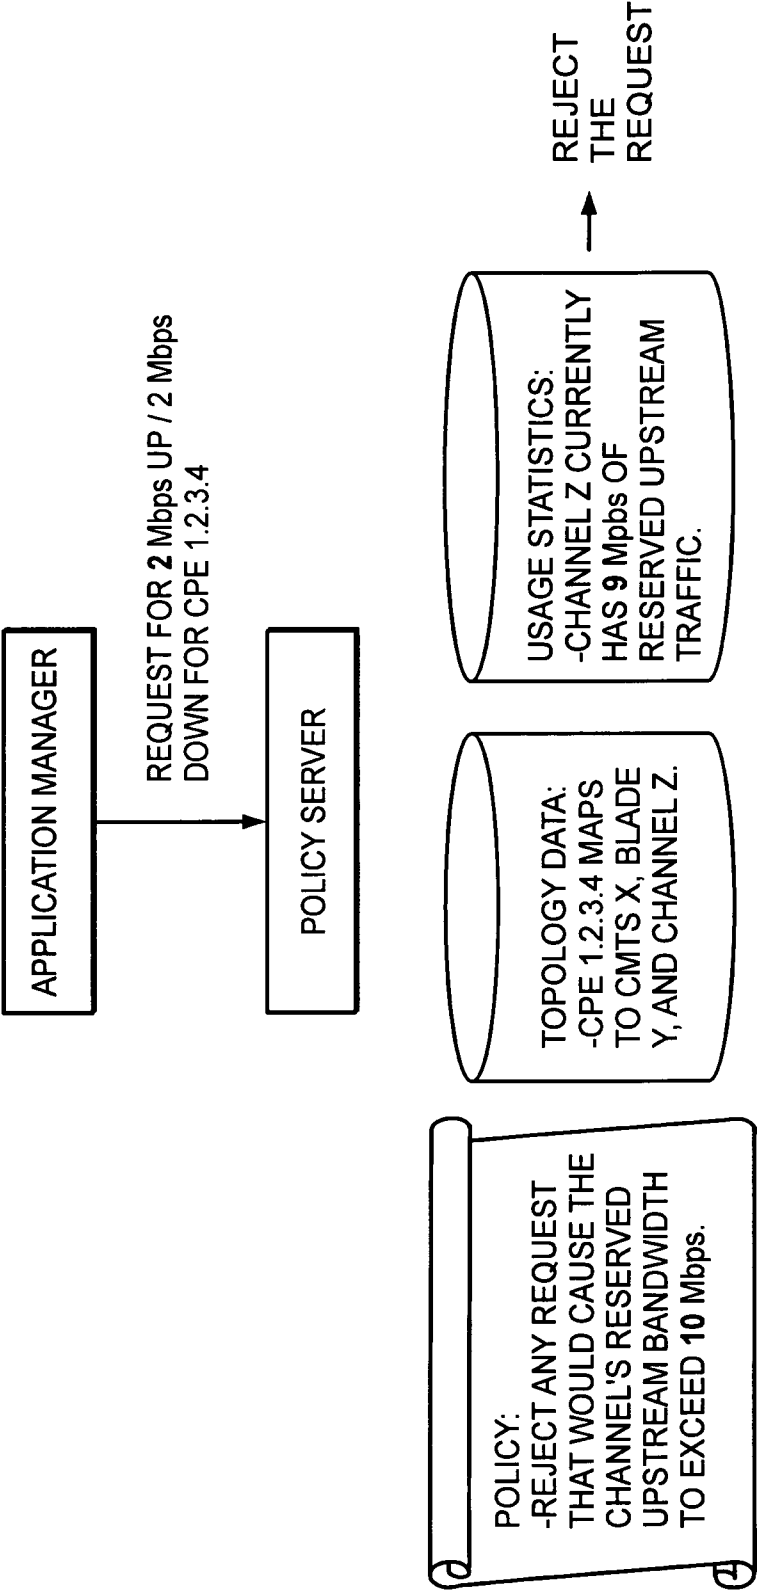 APPLICATION MANAGER
REQUEST FOR 2 Mbps UP / 2 Mbps
DOWN FOR CPE 1.2.3.4
POLICY SERVER
POLICY:
-REJECT ANY REQUEST
THAT WOULD CAUSE THE
CHANNEL'S RESERVED
UPSTREAM BANDWIDTH
TO EXCEED 10 Mbps.
TOPOLOGY DATA:
-CPE 1.2.3.4 MAPS
TO CMTS X, BLADE
Y, AND CHANNEL Z.
USAGE STATISTICS:
-CHANNEL Z CURRENTLY
HAS 9 Mpbs OF
RESERVED UPSTREAM
TRAFFIC.
REJECT
THE
REQUEST